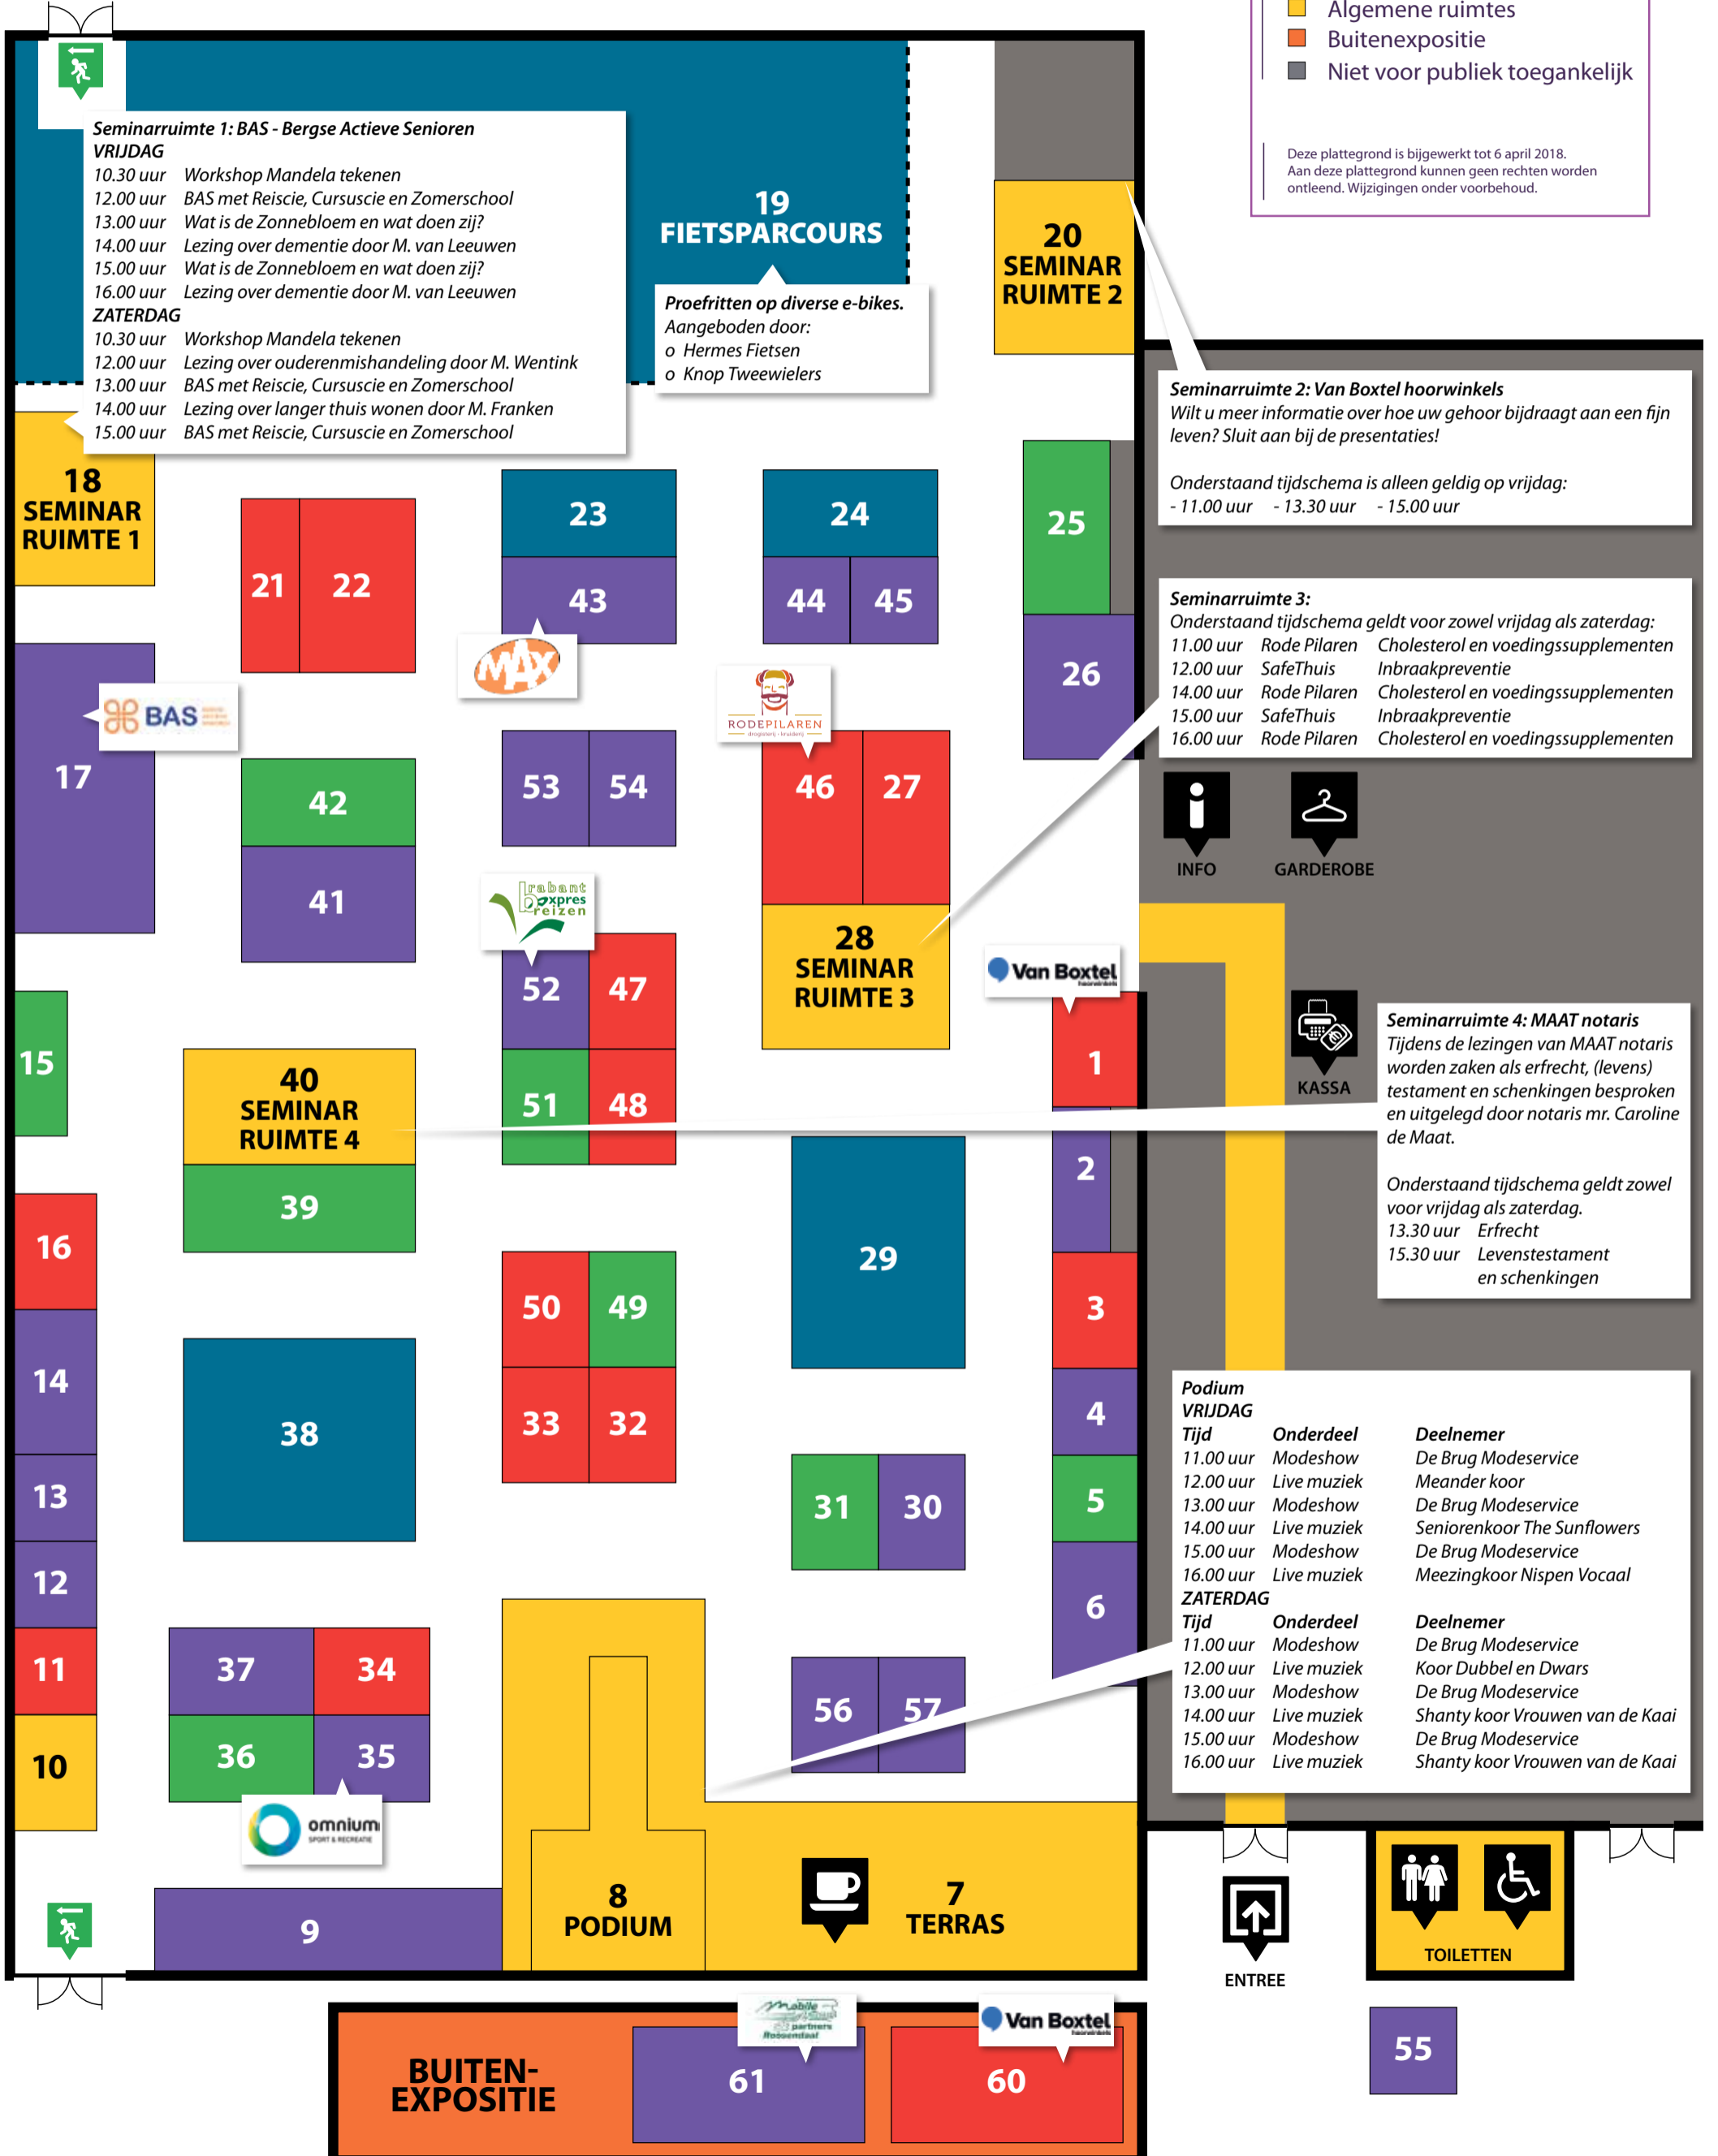 Algemene ruimtes
Buitenexpositie
Niet voor publiek toegankelijk
Deze plattegrond is bijgewerkt tot 6 april 2018.
Aan deze plattegrond kunnen geen rechten worden
ontleend. Wijzigingen onder voorbehoud.
Seminarruimte 1: BAS - Bergse Actieve Senioren
VRIJDAG
10.30 uur Workshop Mandela tekenen
12.00 uur BAS met Reiscie, Cursuscie en Zomerschool
13.00 uur Wat is de Zonnebloem en wat doen zij?
14.00 uur Lezing over dementie door M. van Leeuwen
15.00 uur Wat is de Zonnebloem en wat doen zij?
16.00 uur Lezing over dementie door M. van Leeuwen
ZATERDAG
10.30 uur Workshop Mandela tekenen
12.00 uur Lezing over ouderenmishandeling door M. Wentink
13.00 uur BAS met Reiscie, Cursuscie en Zomerschool
14.00 uur Lezing over langer thuis wonen door M. Franken
15.00 uur BAS met Reiscie, Cursuscie en Zomerschool
19
FIETSPARCOURS
Proefritten op diverse e-bikes.
Aangeboden door:
o Hermes Fietsen
o Knop Tweewielers
20
SEMINAR
RUIMTE 2
Seminarruimte 2: Van Boxtel hoorwinkels
Wilt u meer informatie over hoe uw gehoor bijdraagt aan een fijn
leven? Sluit aan bij de presentaties!
Onderstaand tijdschema is alleen geldig op vrijdag:
- 11.00 uur - 13.30 uur - 15.00 uur
18
SEMINAR
RUIMTE 1
21
22
23
43
MAX
24
44
45
25
26
Seminarruimte 3:
Onderstaand tijdschema geldt voor zowel vrijdag als zaterdag:
11.00 uur Rode Pilaren Cholesterol en voedingssupplementen
12.00 uur SafeThuis Inbraakpreventie
14.00 uur Rode Pilaren Cholesterol en voedingssupplementen
15.00 uur SafeThuis Inbraakpreventie
16.00 uur Rode Pilaren Cholesterol en voedingssupplementen
BAS
17
RODEPILAREN
drogisterij - kruiderij
42
41
53
54
46
27
INFO
GARDEROBE
brabant
expres
reizen
52
47
51
48
28
SEMINAR
RUIMTE 3
Van Boxtel
hoorwinkels
1
KASSA
15
40
SEMINAR
RUIMTE 4
39
2
Seminarruimte 4: MAAT notaris
Tijdens de lezingen van MAAT notaris
worden zaken als erfrecht, (levens)
testament en schenkingen besproken
en uitgelegd door notaris mr. Caroline
de Maat.
Onderstaand tijdschema geldt zowel
voor vrijdag als zaterdag.
13.30 uur Erfrecht
15.30 uur Levenstestament
en schenkingen
16
29
50
49
3
14
38
33
32
4
13
31
30
5
12
6
Podium
VRIJDAG
Tijd Onderdeel Deelnemer
11.00 uur Modeshow De Brug Modeservice
12.00 uur Live muziek Meander koor
13.00 uur Modeshow De Brug Modeservice
14.00 uur Live muziek Seniorenkoor The Sunflowers
15.00 uur Modeshow De Brug Modeservice
16.00 uur Live muziek Meezingkoor Nispen Vocaal
ZATERDAG
Tijd Onderdeel Deelnemer
11.00 uur Modeshow De Brug Modeservice
12.00 uur Live muziek Koor Dubbel en Dwars
13.00 uur Modeshow De Brug Modeservice
14.00 uur Live muziek Shanty koor Vrouwen van de Kaai
15.00 uur Modeshow De Brug Modeservice
16.00 uur Live muziek Shanty koor Vrouwen van de Kaai
11
37
34
56
57
10
36
35
omnium
SPORT & RECREATIE
9
8
PODIUM
7
TERRAS
ENTREE
TOILETTEN
Mobile
partners
Roosendaal
Van Boxtel
hoorwinkels
BUITEN-
EXPOSITIE
61
60
55